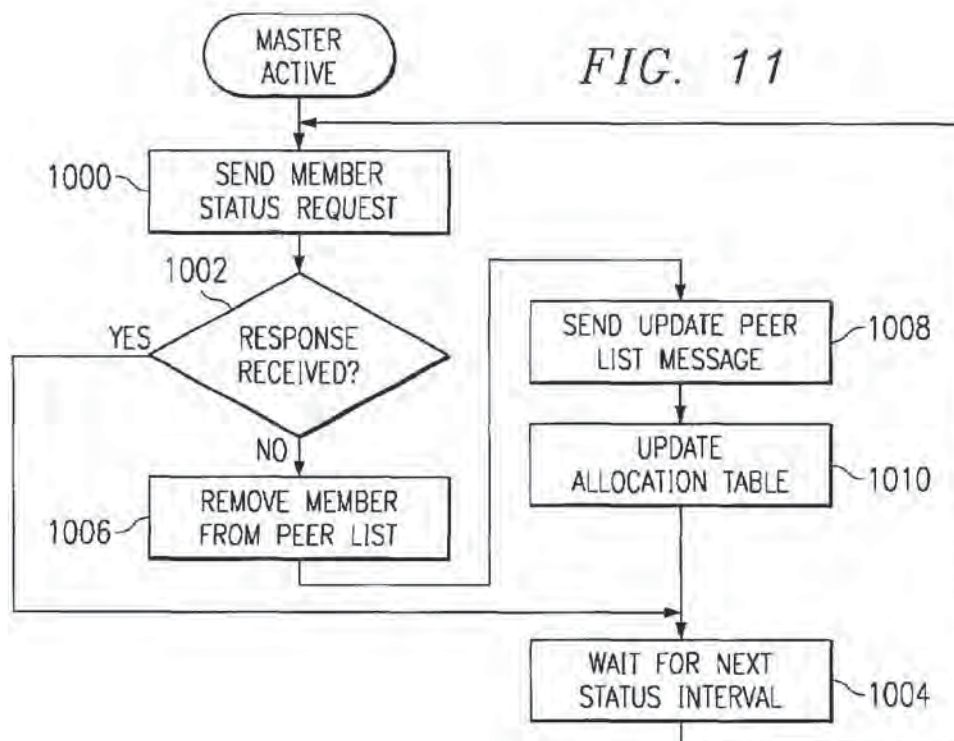 MASTER
ACTIVE
FIG. 11
1000
SEND MEMBER
STATUS REQUEST
1002
YES
RESPONSE
RECEIVED?
NO
1006
REMOVE MEMBER
FROM PEER LIST
SEND UPDATE PEER
LIST MESSAGE
1008
UPDATE
ALLOCATION TABLE
1010
WAIT FOR NEXT
STATUS INTERVAL
1004